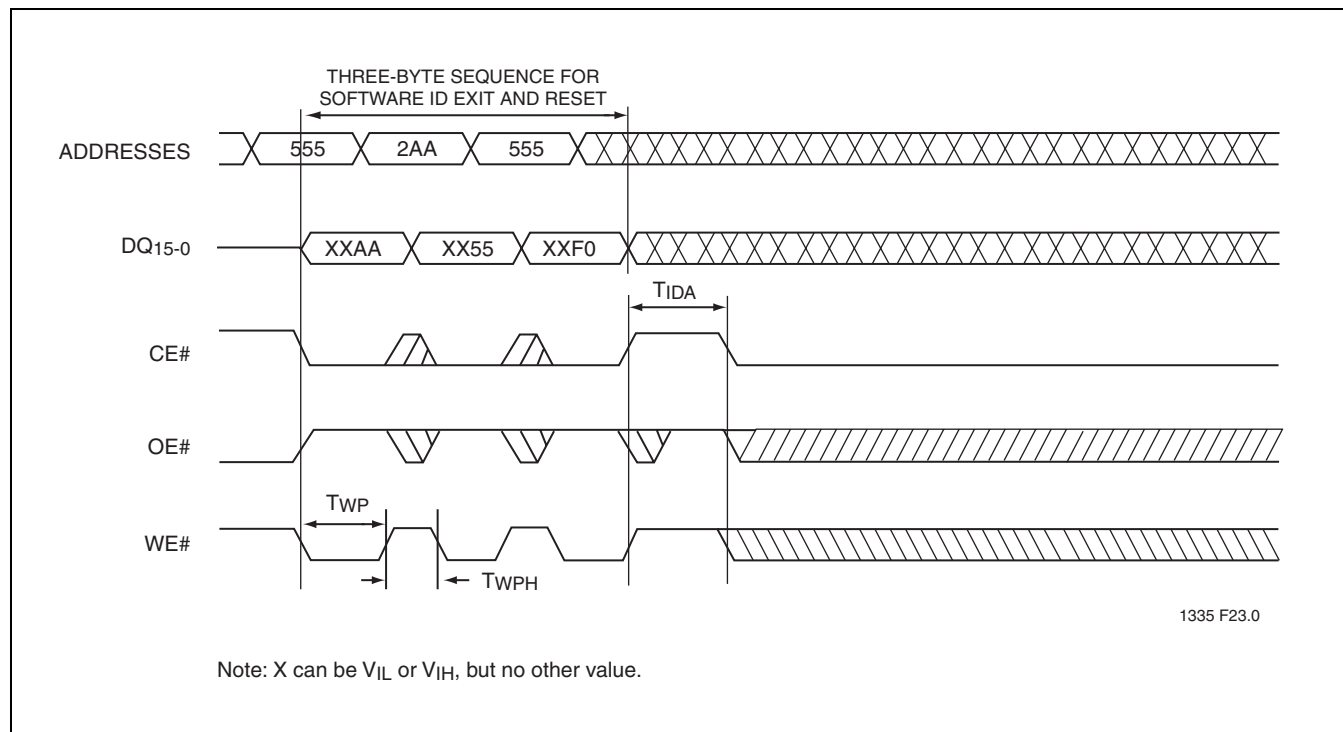 THREE-BYTE SEQUENCE FOR
SOFTWARE ID EXIT AND RESET
ADDRESSES 555 2AA 555
DQ15-0 XXAA XX55 XXF0
TIDA
CE#
OE#
TWP
WE#
TWPH
1335 F23.0
Note: X can be VIL or VIH, but no other value.